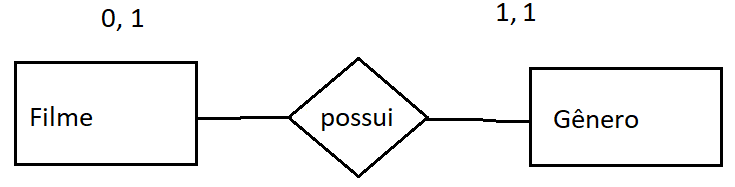 0, 1
1, 1
Filme
possui
Gênero